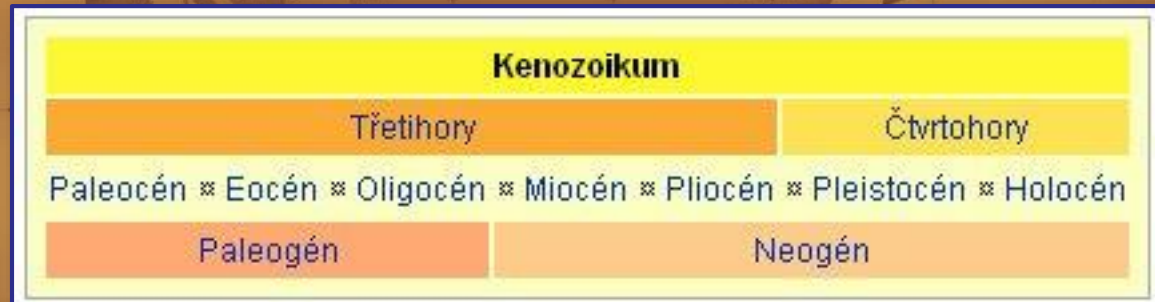 Kenozoikum
Třetihory Čtvrtohory
Paleocén ¤ Eocén ¤ Oligocén ¤ Miocén ¤ Pliocén ¤ Pleistocén ¤ Holocén
Paleogén Neogén